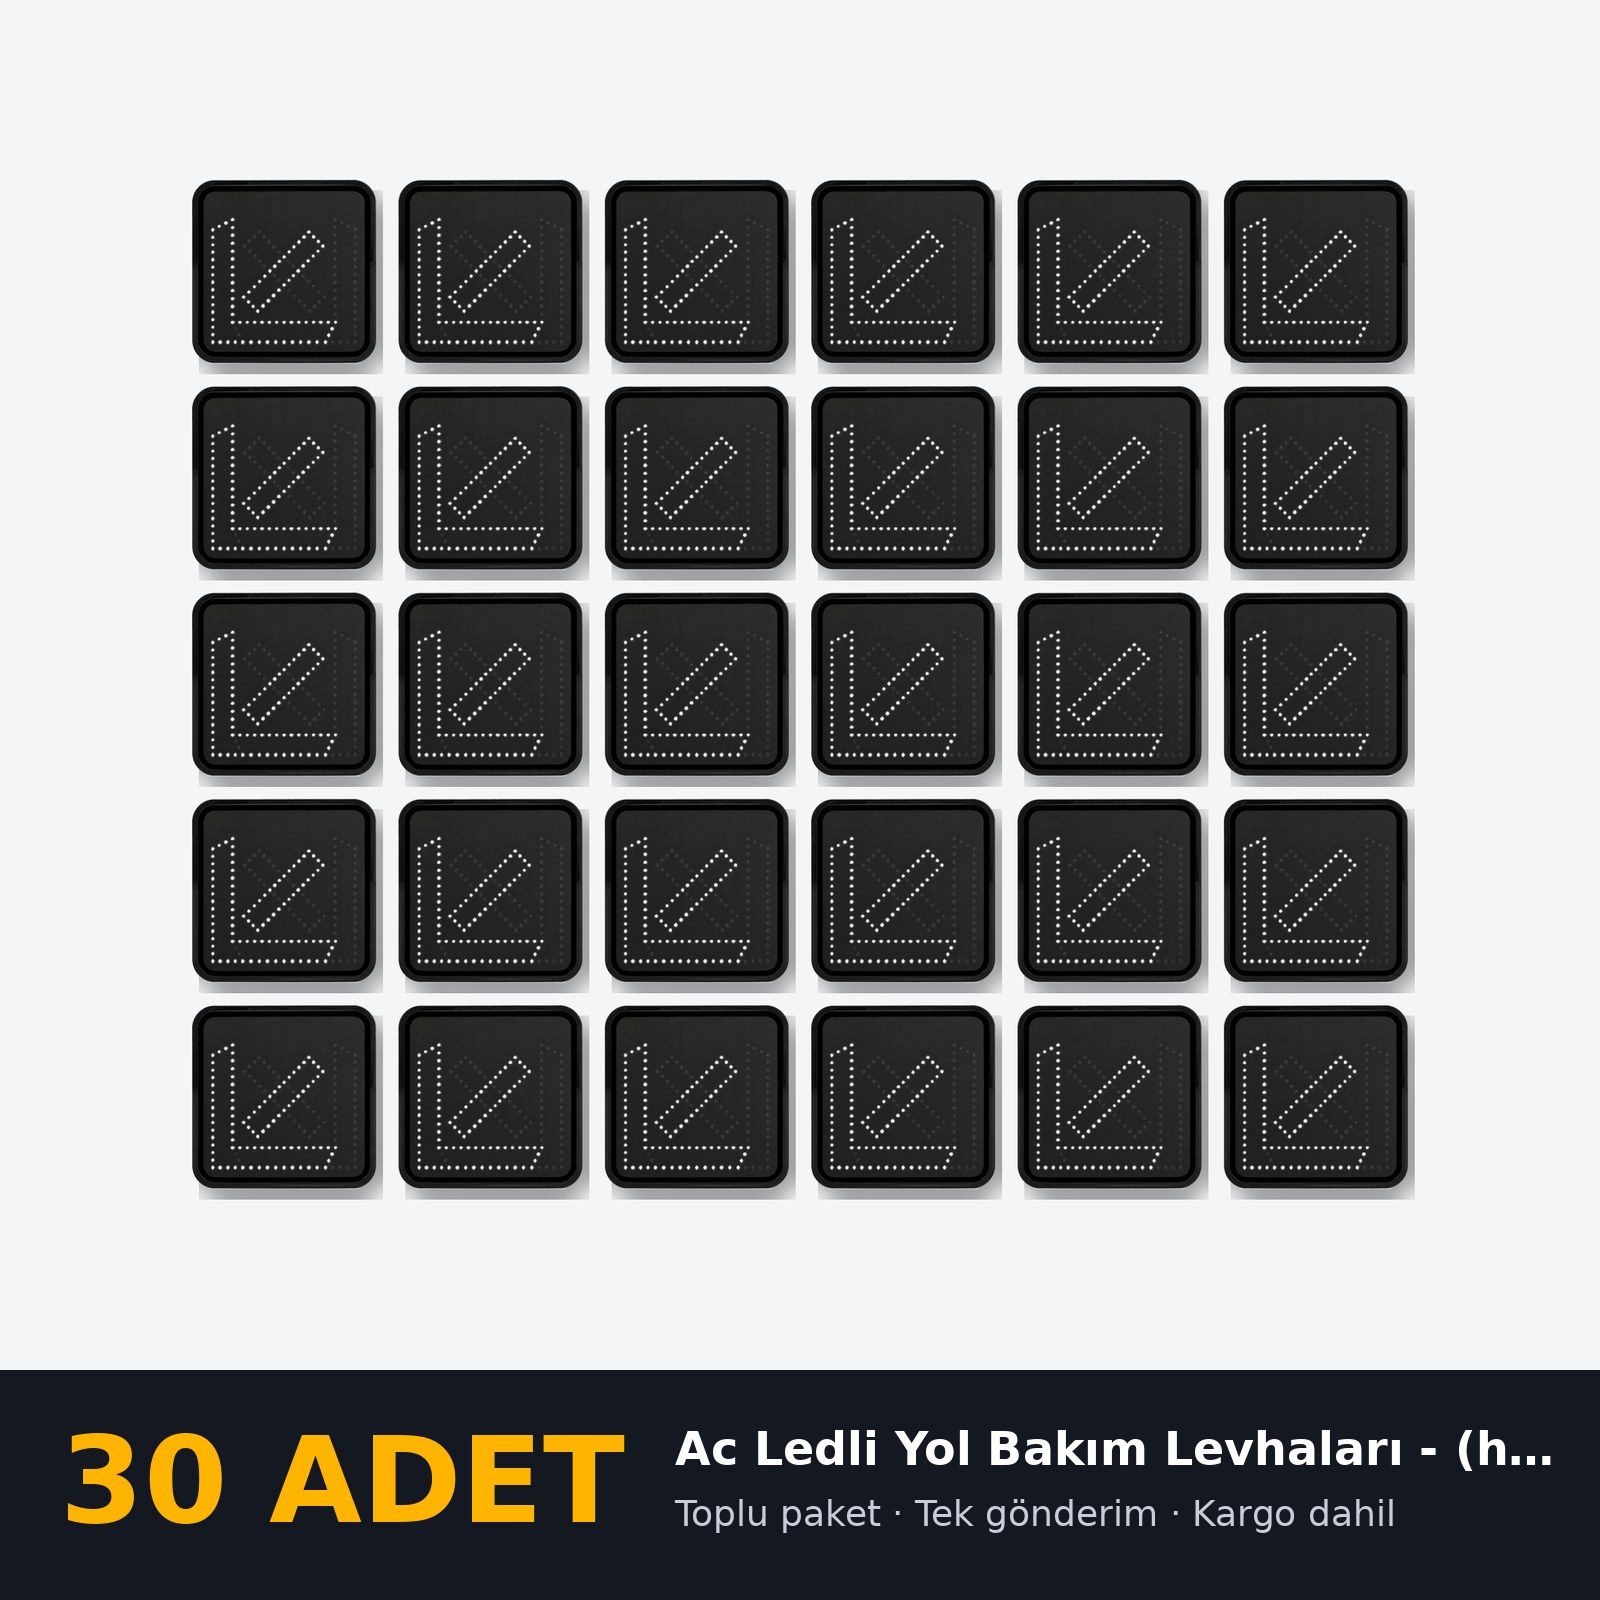 30 ADET
Ac Ledli Yol Bakım Levhaları - (h...
Toplu paket · Tek gönderim · Kargo dahil